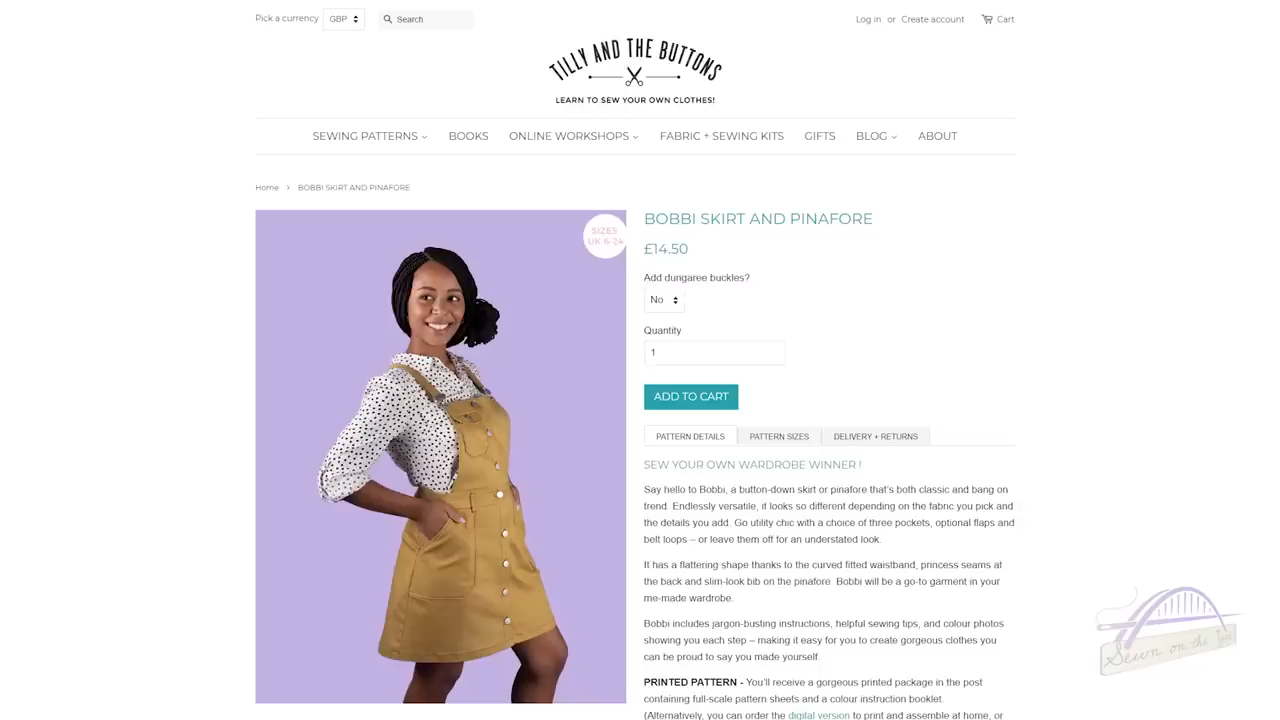 Pick a currency GBP Search Log in or Create account Cart
TILLY AND THE BUTTONS
LEARN TO SEW YOUR OWN CLOTHES!
SEWING PATTERNS BOOKS ONLINE WORKSHOPS FABRIC + SEWING KITS GIFTS BLOG ABOUT
Home › BOBBI SKIRT AND PINAFORE
SIZES
UK 6-24
BOBBI SKIRT AND PINAFORE
£14.50
Add dungaree buckles?
No
Quantity
1
ADD TO CART
PATTERN DETAILS PATTERN SIZES DELIVERY + RETURNS
SEW YOUR OWN WARDROBE WINNER !
Say hello to Bobbi, a button-down skirt or pinafore that's both classic and bang on
trend. Endlessly versatile, it looks so different depending on the fabric you pick and
the details you add. Go utility chic with a choice of three pockets, optional flaps and
belt loops – or leave them off for an understated look.
It has a flattering shape thanks to the curved fitted waistband, princess seams at
the back and slim-look bib on the pinafore Bobbi will be a go-to garment in your
me-made wardrobe.
Bobbi includes jargon-busting instructions, helpful sewing tips, and colour photos
showing you each step – making it easy for you to create gorgeous clothes you
can be proud to say you made yourself.
PRINTED PATTERN - You'll receive a gorgeous printed package in the post
containing full-scale pattern sheets and a colour instruction booklet.
(Alternatively, you can order the digital version to print and assemble at home, or
Sewn on the Tyne